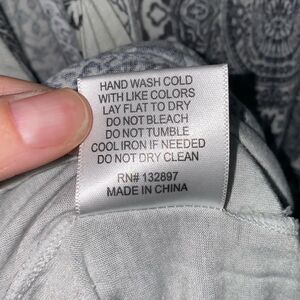 HAND WASH COLD
WITH LIKE COLORS
LAY FLAT TO DRY
DO NOT BLEACH
DO NOT TUMBLE
COOL IRON IF NEEDED
DO NOT DRY CLEAN
RN# 132897
MADE IN CHINA